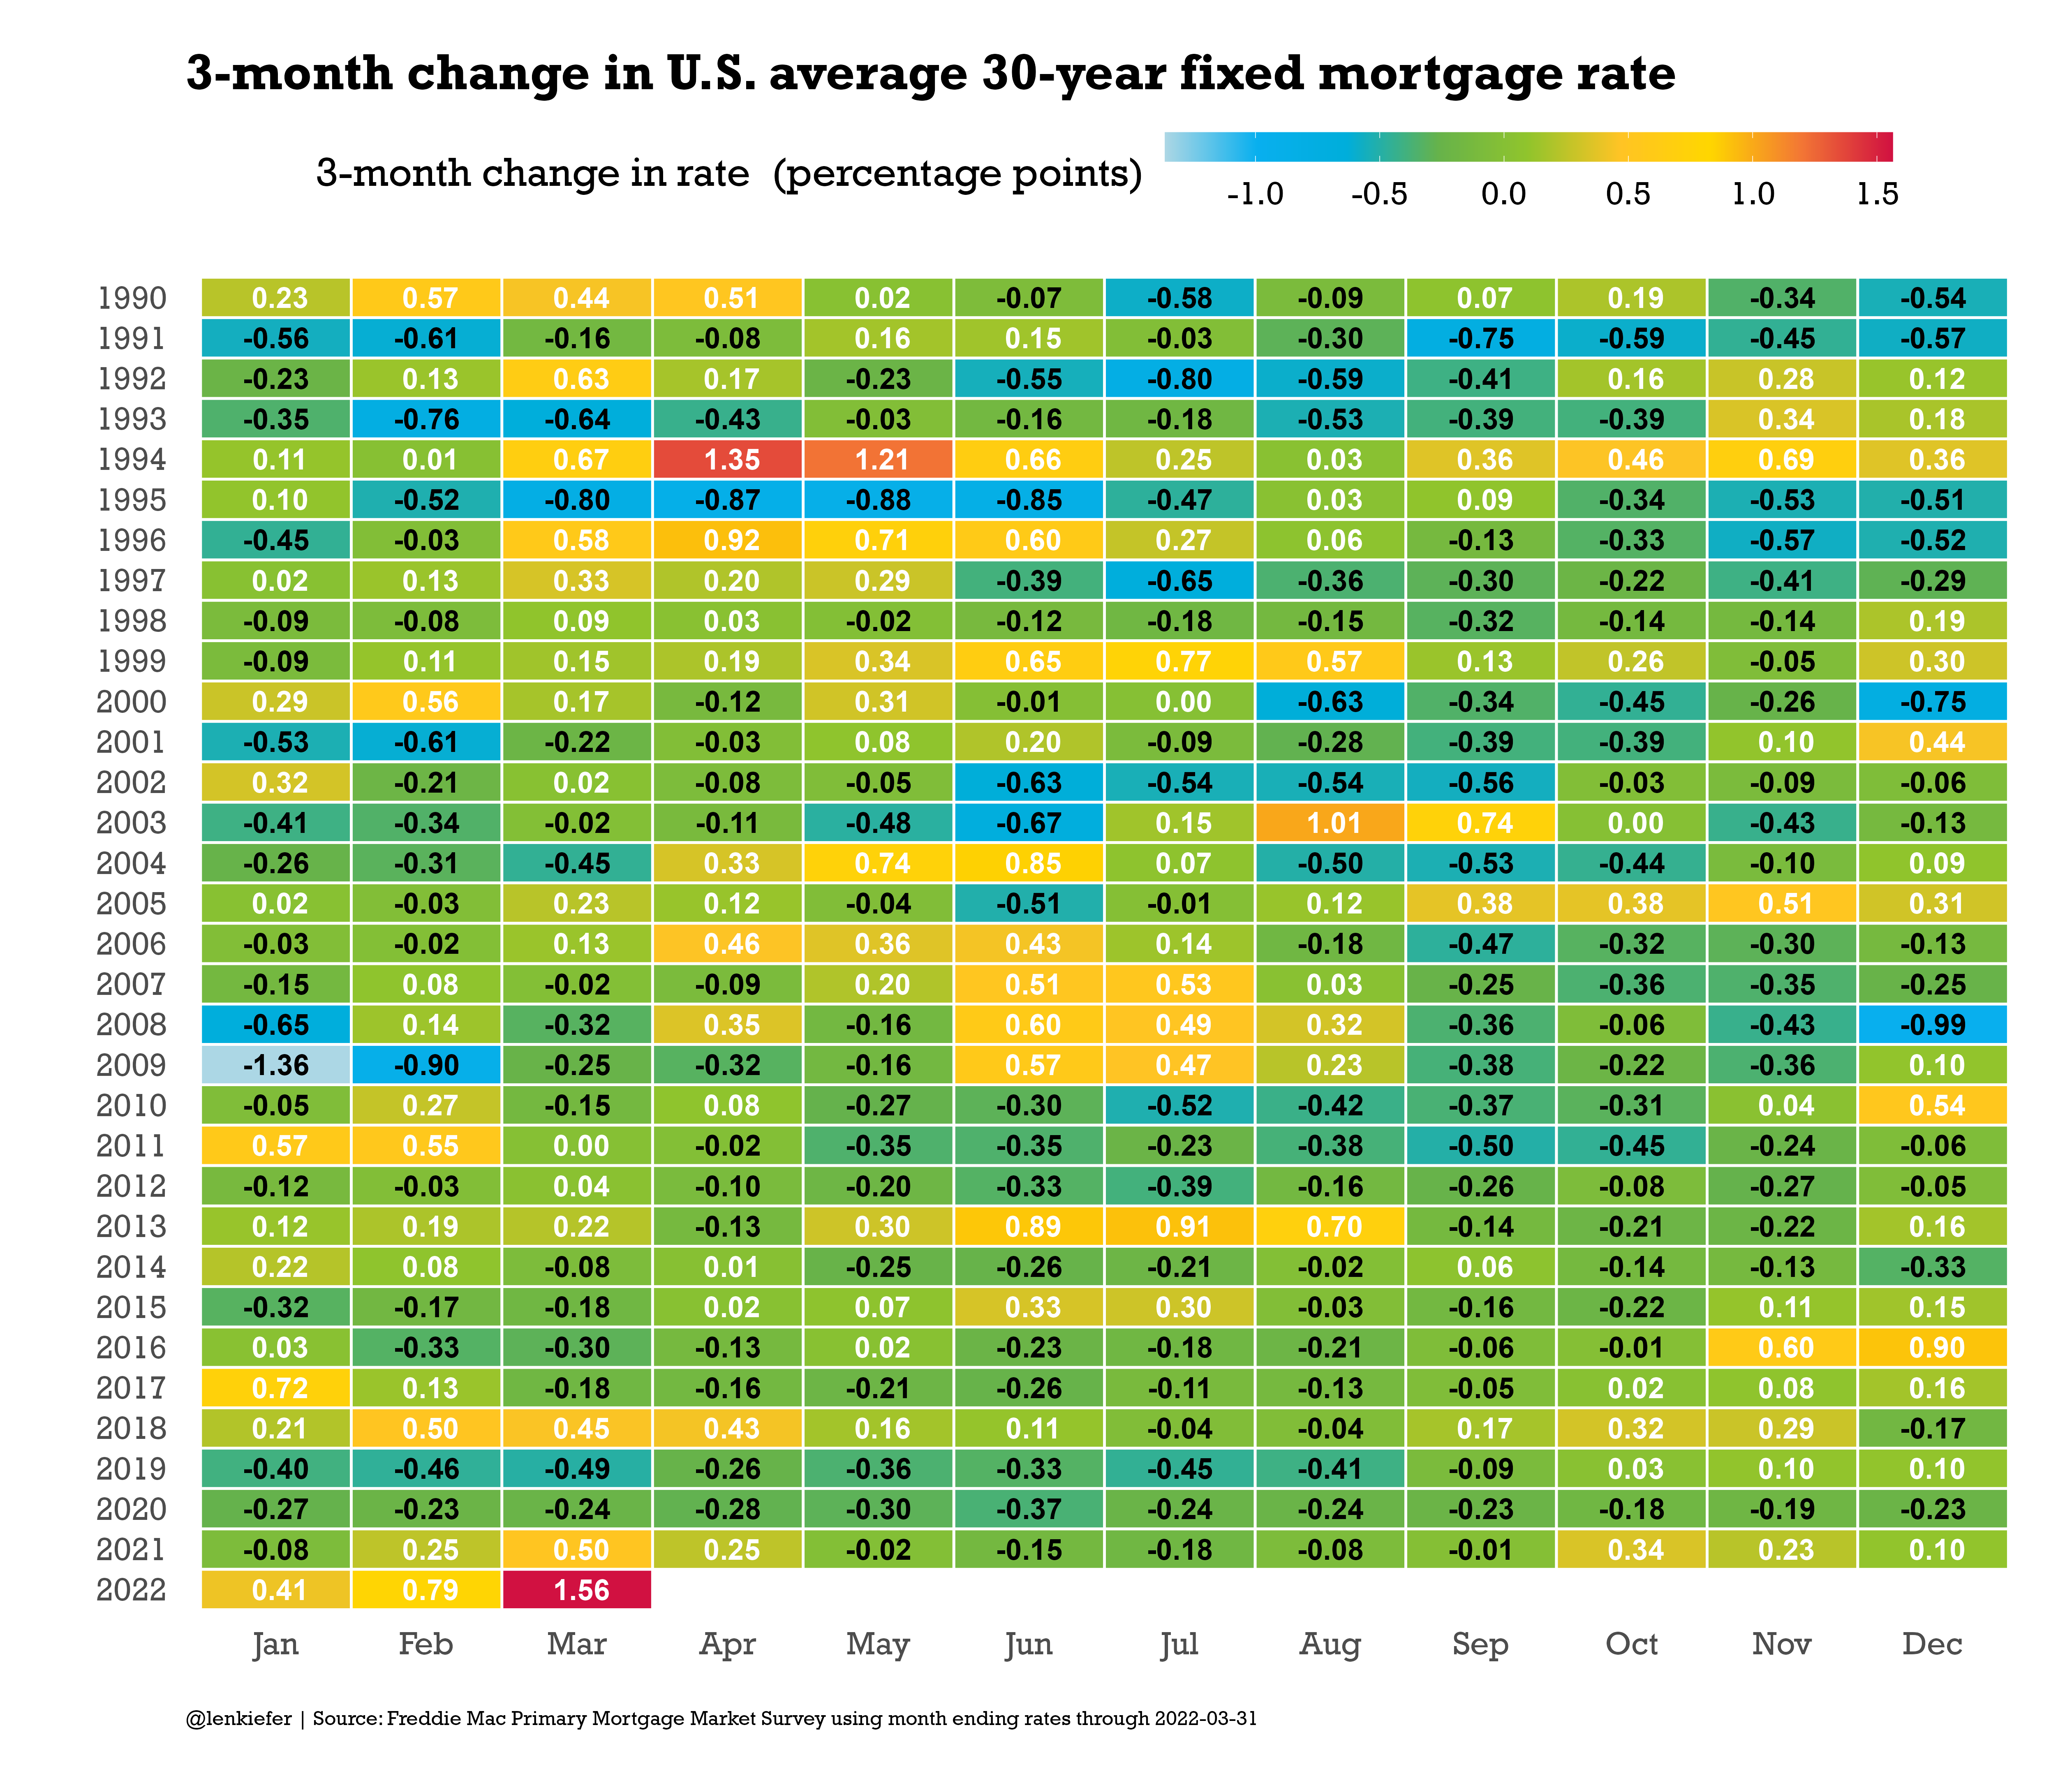 3-month change in U.S. average 30-year fixed mortgage rate
3-month change in rate (percentage points)
-1.0 -0.5 0.0 0.5 1.0 1.5
1990 0.23 0.57 0.44 0.51 0.02 -0.07 -0.58 -0.09 0.07 0.19 -0.34 -0.54
1991 -0.56 -0.61 -0.16 -0.08 0.16 0.15 -0.03 -0.30 -0.75 -0.59 -0.45 -0.57
1992 -0.23 0.13 0.63 0.17 -0.23 -0.55 -0.80 -0.59 -0.41 0.16 0.28 0.12
1993 -0.35 -0.76 -0.64 -0.43 -0.03 -0.16 -0.18 -0.53 -0.39 -0.39 0.34 0.18
1994 0.11 0.01 0.67 1.35 1.21 0.66 0.25 0.03 0.36 0.46 0.69 0.36
1995 0.10 -0.52 -0.80 -0.87 -0.88 -0.85 -0.47 0.03 0.09 -0.34 -0.53 -0.51
1996 -0.45 -0.03 0.58 0.92 0.71 0.60 0.27 0.06 -0.13 -0.33 -0.57 -0.52
1997 0.02 0.13 0.33 0.20 0.29 -0.39 -0.65 -0.36 -0.30 -0.22 -0.41 -0.29
1998 -0.09 -0.08 0.09 0.03 -0.02 -0.12 -0.18 -0.15 -0.32 -0.14 -0.14 0.19
1999 -0.09 0.11 0.15 0.19 0.34 0.65 0.77 0.57 0.13 0.26 -0.05 0.30
2000 0.29 0.56 0.17 -0.12 0.31 -0.01 0.00 -0.63 -0.34 -0.45 -0.26 -0.75
2001 -0.53 -0.61 -0.22 -0.03 0.08 0.20 -0.09 -0.28 -0.39 -0.39 0.10 0.44
2002 0.32 -0.21 0.02 -0.08 -0.05 -0.63 -0.54 -0.54 -0.56 -0.03 -0.09 -0.06
2003 -0.41 -0.34 -0.02 -0.11 -0.48 -0.67 0.15 1.01 0.74 0.00 -0.43 -0.13
2004 -0.26 -0.31 -0.45 0.33 0.74 0.85 0.07 -0.50 -0.53 -0.44 -0.10 0.09
2005 0.02 -0.03 0.23 0.12 -0.04 -0.51 -0.01 0.12 0.38 0.38 0.51 0.31
2006 -0.03 -0.02 0.13 0.46 0.36 0.43 0.14 -0.18 -0.47 -0.32 -0.30 -0.13
2007 -0.15 0.08 -0.02 -0.09 0.20 0.51 0.53 0.03 -0.25 -0.36 -0.35 -0.25
2008 -0.65 0.14 -0.32 0.35 -0.16 0.60 0.49 0.32 -0.36 -0.06 -0.43 -0.99
2009 -1.36 -0.90 -0.25 -0.32 -0.16 0.57 0.47 0.23 -0.38 -0.22 -0.36 0.10
2010 -0.05 0.27 -0.15 0.08 -0.27 -0.30 -0.52 -0.42 -0.37 -0.31 0.04 0.54
2011 0.57 0.55 0.00 -0.02 -0.35 -0.35 -0.23 -0.38 -0.50 -0.45 -0.24 -0.06
2012 -0.12 -0.03 0.04 -0.10 -0.20 -0.33 -0.39 -0.16 -0.26 -0.08 -0.27 -0.05
2013 0.12 0.19 0.22 -0.13 0.30 0.89 0.91 0.70 -0.14 -0.21 -0.22 0.16
2014 0.22 0.08 -0.08 0.01 -0.25 -0.26 -0.21 -0.02 0.06 -0.14 -0.13 -0.33
2015 -0.32 -0.17 -0.18 0.02 0.07 0.33 0.30 -0.03 -0.16 -0.22 0.11 0.15
2016 0.03 -0.33 -0.30 -0.13 0.02 -0.23 -0.18 -0.21 -0.06 -0.01 0.60 0.90
2017 0.72 0.13 -0.18 -0.16 -0.21 -0.26 -0.11 -0.13 -0.05 0.02 0.08 0.16
2018 0.21 0.50 0.45 0.43 0.16 0.11 -0.04 -0.04 0.17 0.32 0.29 -0.17
2019 -0.40 -0.46 -0.49 -0.26 -0.36 -0.33 -0.45 -0.41 -0.09 0.03 0.10 0.10
2020 -0.27 -0.23 -0.24 -0.28 -0.30 -0.37 -0.24 -0.24 -0.23 -0.18 -0.19 -0.23
2021 -0.08 0.25 0.50 0.25 -0.02 -0.15 -0.18 -0.08 -0.01 0.34 0.23 0.10
2022 0.41 0.79 1.56
Jan Feb Mar Apr May Jun Jul Aug Sep Oct Nov Dec
@lenkiefer | Source: Freddie Mac Primary Mortgage Market Survey using month ending rates through 2022-03-31